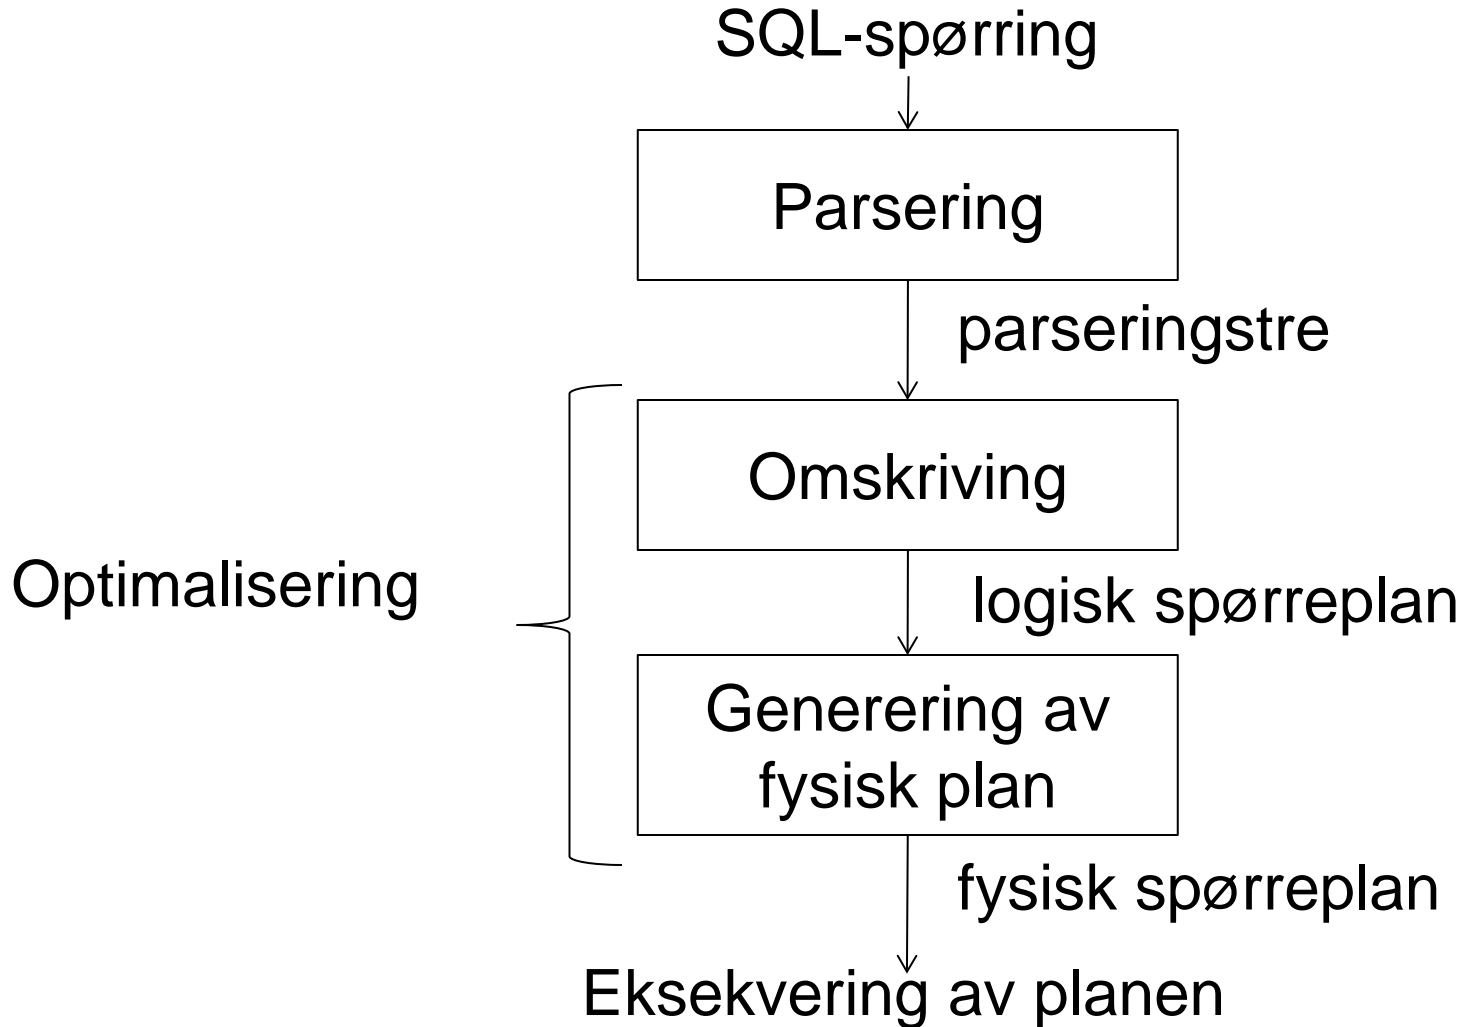 SQL-spørring
Parsering
parseringstre
Omskriving
Optimalisering
logisk spørreplan
Generering av
fysisk plan
fysisk spørreplan
Eksekvering av planen